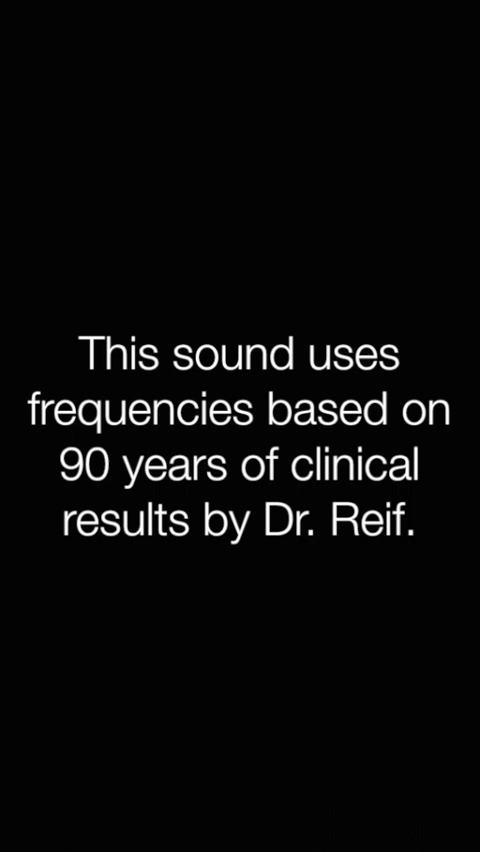 This sound uses
frequencies based on
90 years of clinical
results by Dr. Reif.